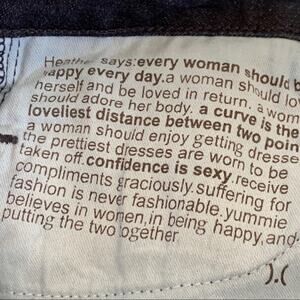 Heather says:every woman should b
happy every day.a woman should lo
herself and be loved in return. a wom
should adore her body. a curve is the
loveliest distance between two poin
a woman should enjoy getting dresse
the prettiest dresses are worn to be
taken off.confidence is sexy.receive
compliments graciously.suffering for
fashion is never fashionable.yummie
believes in women,in being happy,and
putting the two together
).(